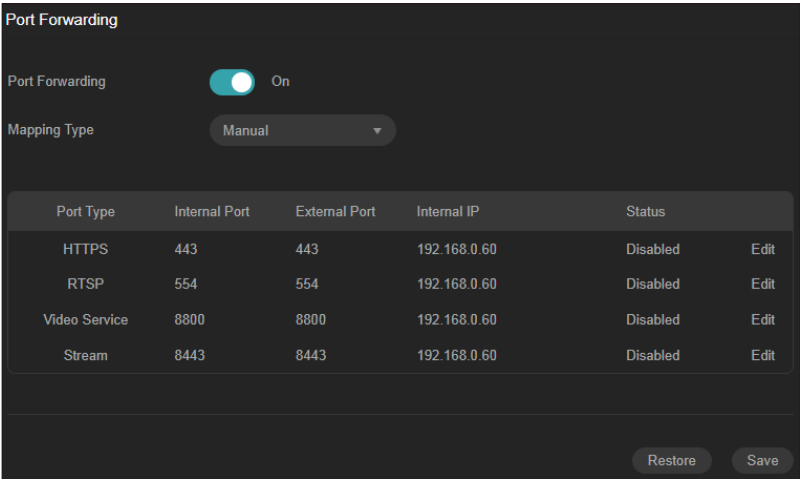 Port Forwarding
Port Forwarding On
Mapping Type Manual
Port Type Internal Port External Port Internal IP Status
HTTPS 443 443 192.168.0.60 Disabled Edit
RTSP 554 554 192.168.0.60 Disabled Edit
Video Service 8800 8800 192.168.0.60 Disabled Edit
Stream 8443 8443 192.168.0.60 Disabled Edit
Restore Save